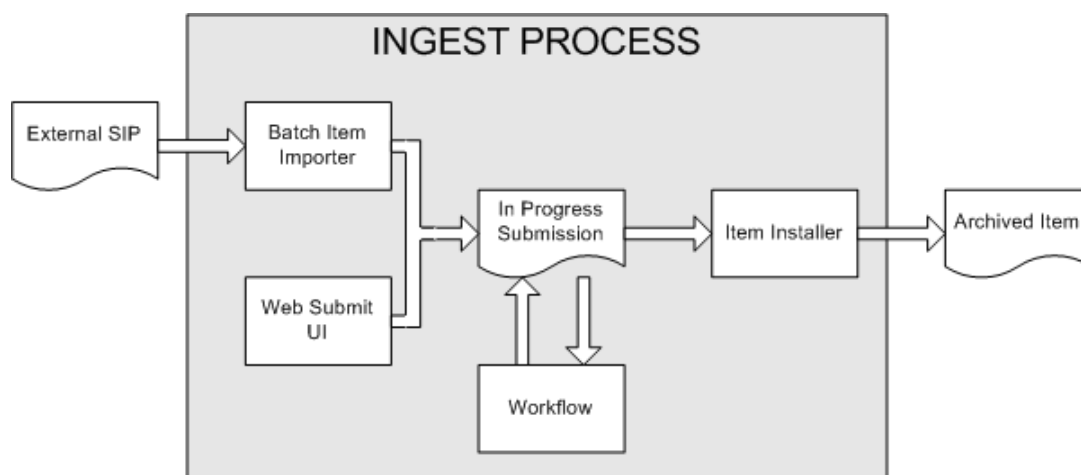 INGEST PROCESS
External SIP
Batch Item
Importer
In Progress
Submission
Item Installer
Archived Item
Web Submit
UI
Workflow